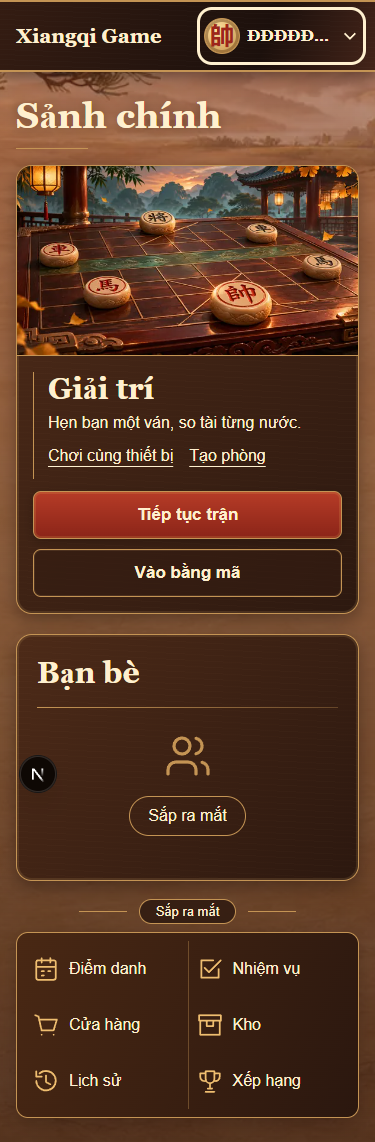 Xiangqi Game
帥
ĐĐĐĐĐ...
Sảnh chính
將
車
車
馬
馬
帥
Giải trí
Hẹn bạn một ván, so tài từng nước.
Chơi cùng thiết bị Tạo phòng
Tiếp tục trận
Vào bằng mã
Bạn bè
N
Sắp ra mắt
Sắp ra mắt
Điểm danh Nhiệm vụ
Cửa hàng Kho
Lịch sử Xếp hạng